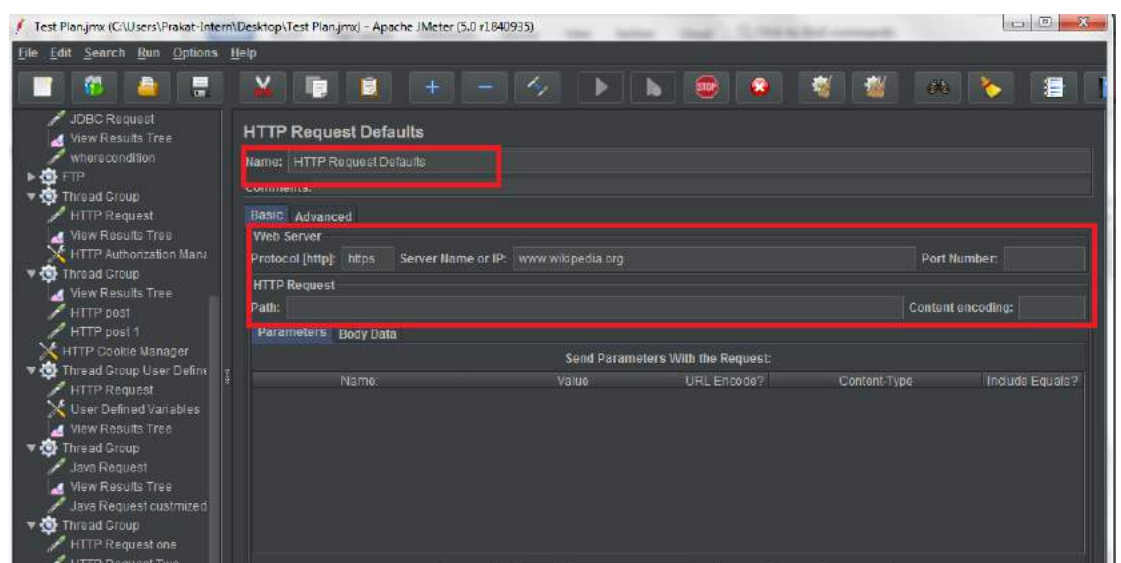 Test Plan.jmx (C:\Users\Prakat-Intern\Desktop\Test Plan.jmx) - Apache JMeter (5.0 r1840935)
File Edit Search Run Options Help
STOP
JDBC Request
View Results Tree
wherecondition
FTP
Thread Group
HTTP Request
View Results Tree
HTTP Authorization Mana
Thread Group
View Results Tree
HTTP post
HTTP post 1
HTTP Cookie Manager
Thread Group User Define
HTTP Request
User Defined Variables
View Results Tree
Thread Group
Java Request
View Results Tree
Java Request custmized
Thread Group
HTTP Request one
HTTP Request Two
HTTP Request Defaults
Name: HTTP Request Defaults
Comments:
Basic Advanced
Web Server
Protocol [http]: https Server Name or IP: www.wikipedia.org Port Number:
HTTP Request
Path: Content encoding:
Parameters Body Data
Send Parameters With the Request:
Name: Value URL Encode? Content-Type Include Equals?